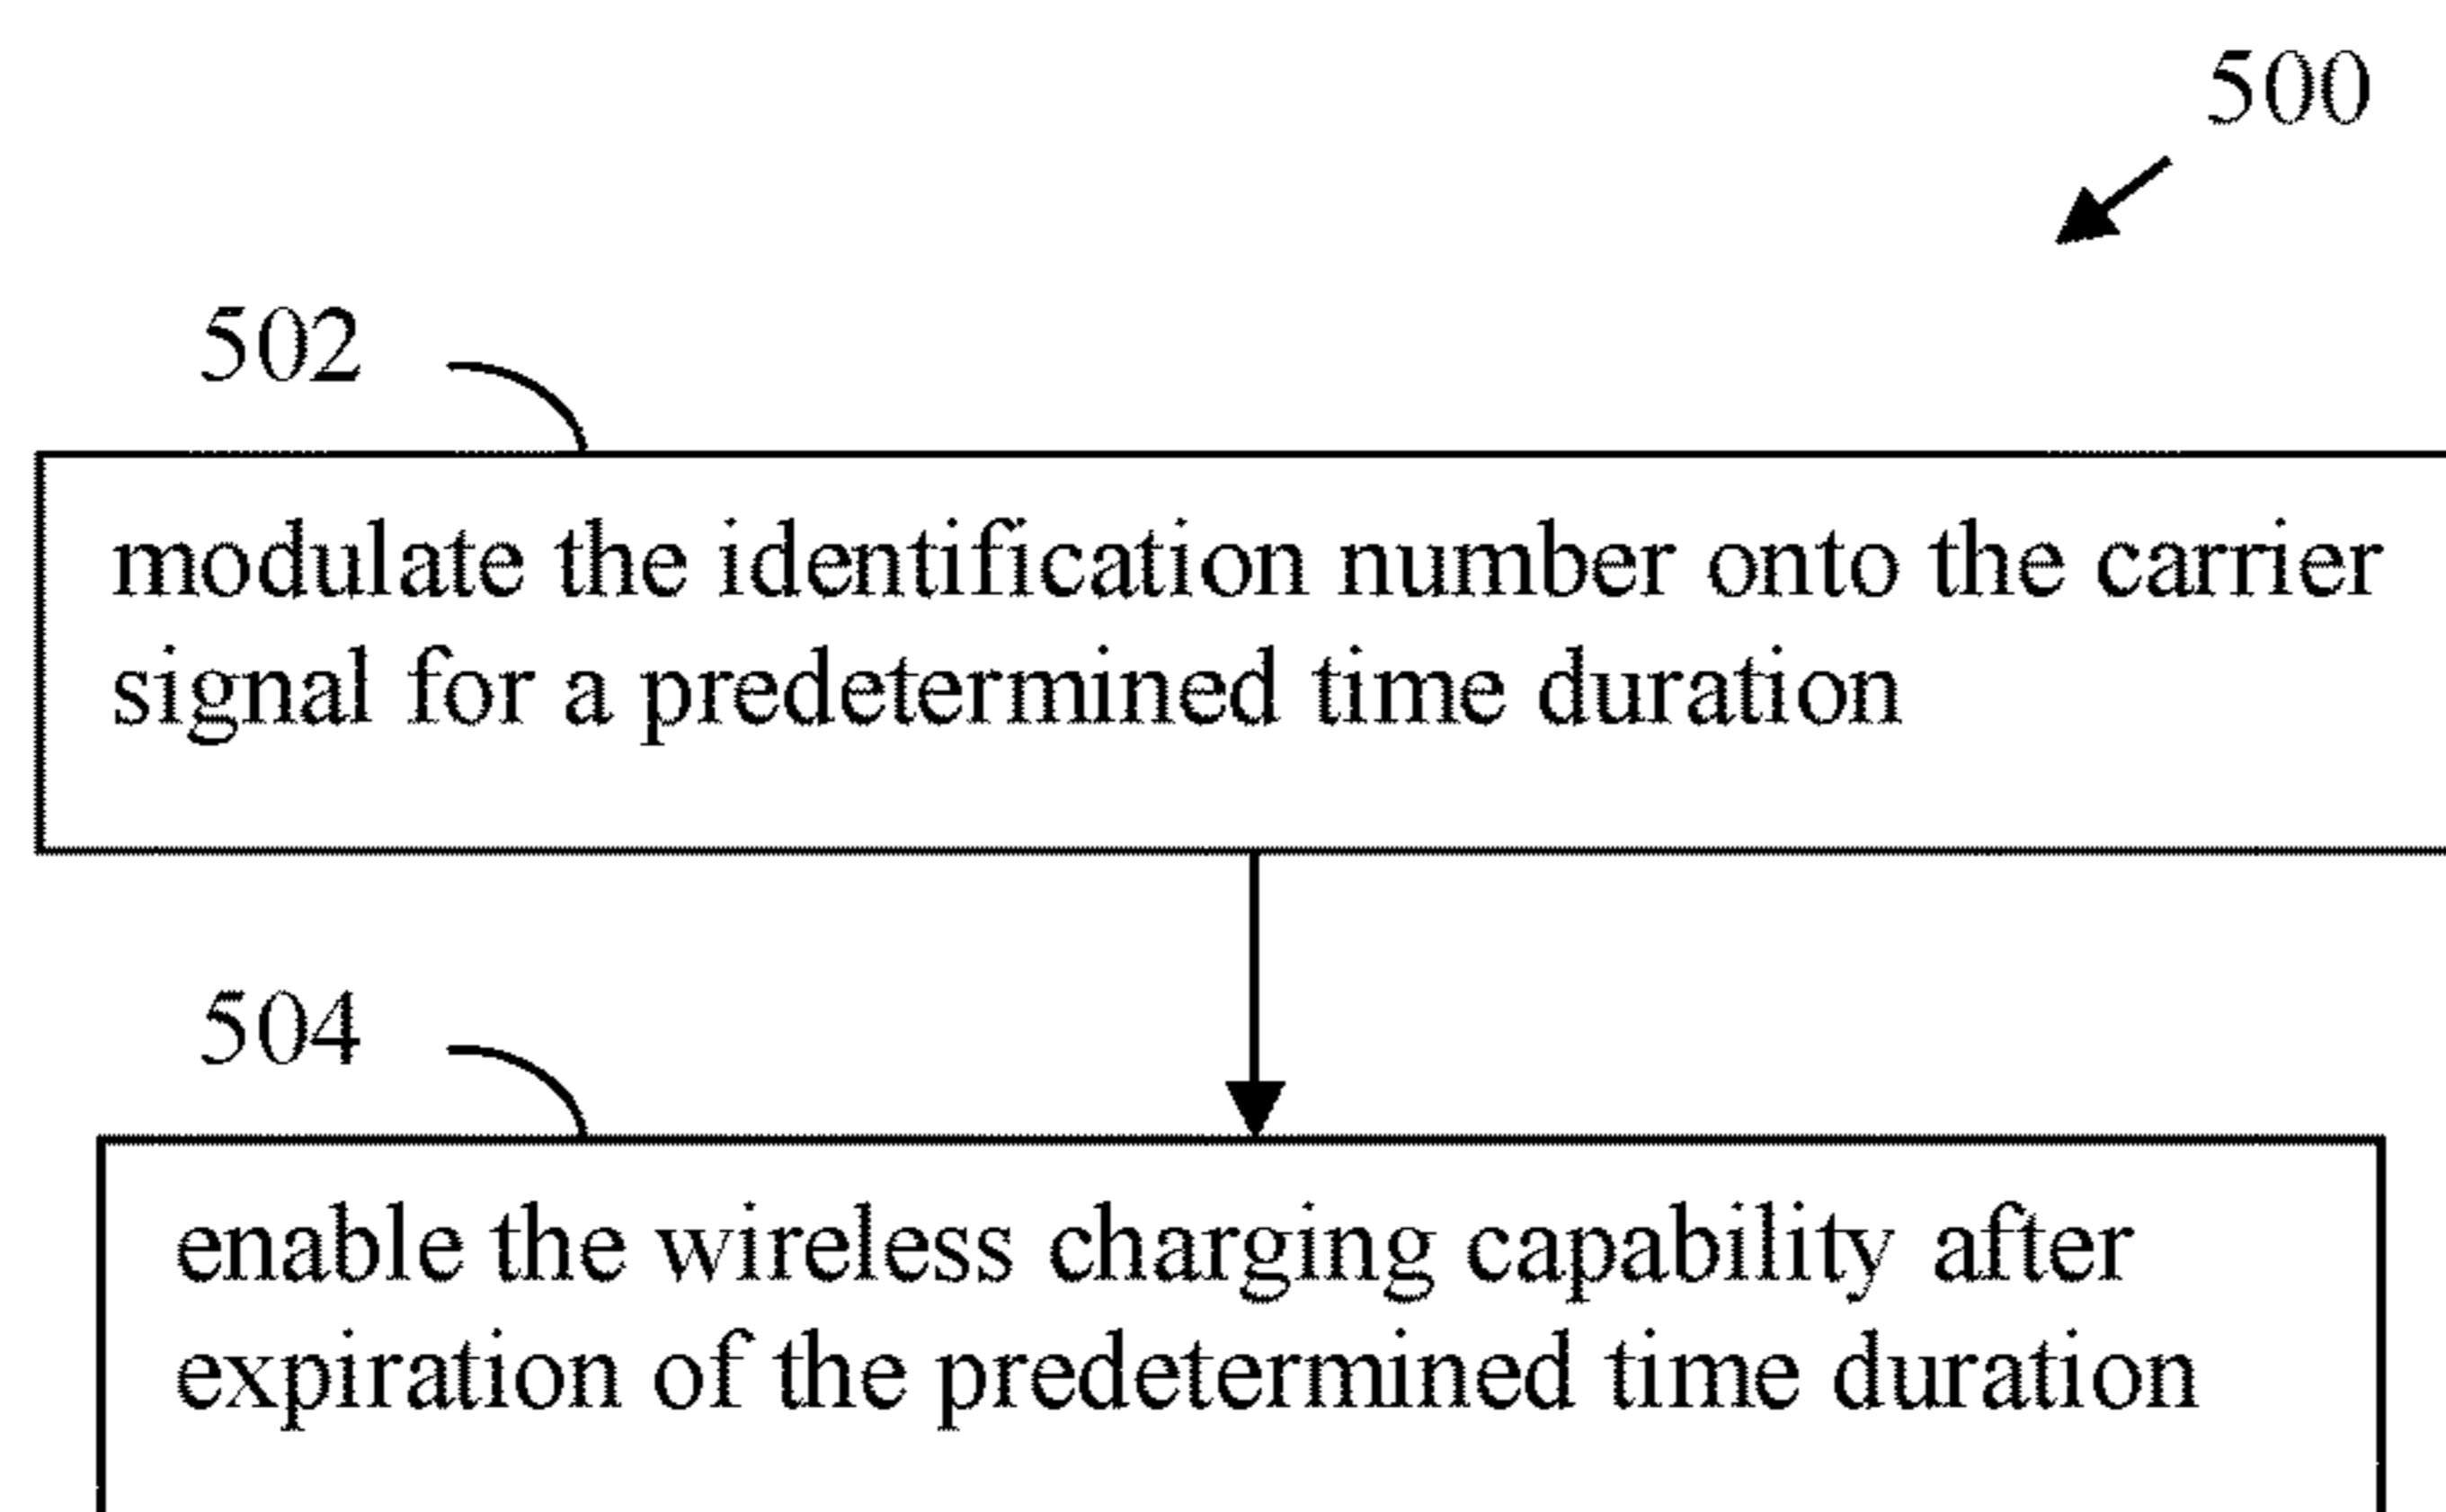 500
502
modulate the identification number onto the carrier
signal for a predetermined time duration
504
enable the wireless charging capability after
expiration of the predetermined time duration